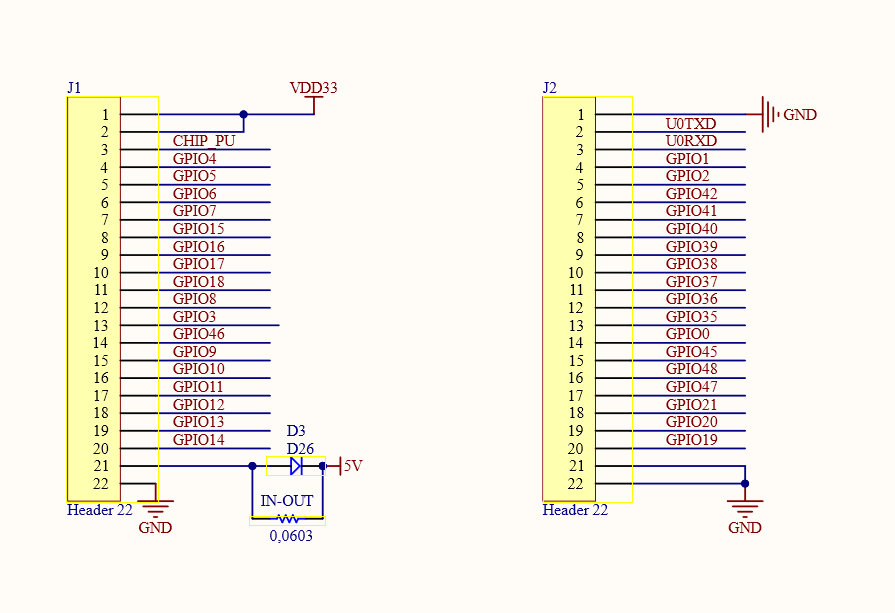 J1
VDD33
1
2
CHIP_PU
3
GPIO4
4
GPIO5
5
GPIO6
6
GPIO7
7
GPIO15
8
GPIO16
9
GPIO17
10
GPIO18
11
GPIO8
12
GPIO3
13
GPIO46
14
GPIO9
15
GPIO10
16
GPIO11
17
GPIO12
18
GPIO13
19
GPIO14
20
21
22
Header 22
GND
D3
D26
5V
IN-OUT
0,0603
J2
1
GND
U0TXD
2
U0RXD
3
GPIO1
4
GPIO2
5
GPIO42
6
GPIO41
7
GPIO40
8
GPIO39
9
GPIO38
10
GPIO37
11
GPIO36
12
GPIO35
13
GPIO0
14
GPIO45
15
GPIO48
16
GPIO47
17
GPIO21
18
GPIO20
19
GPIO19
20
21
22
Header 22
GND